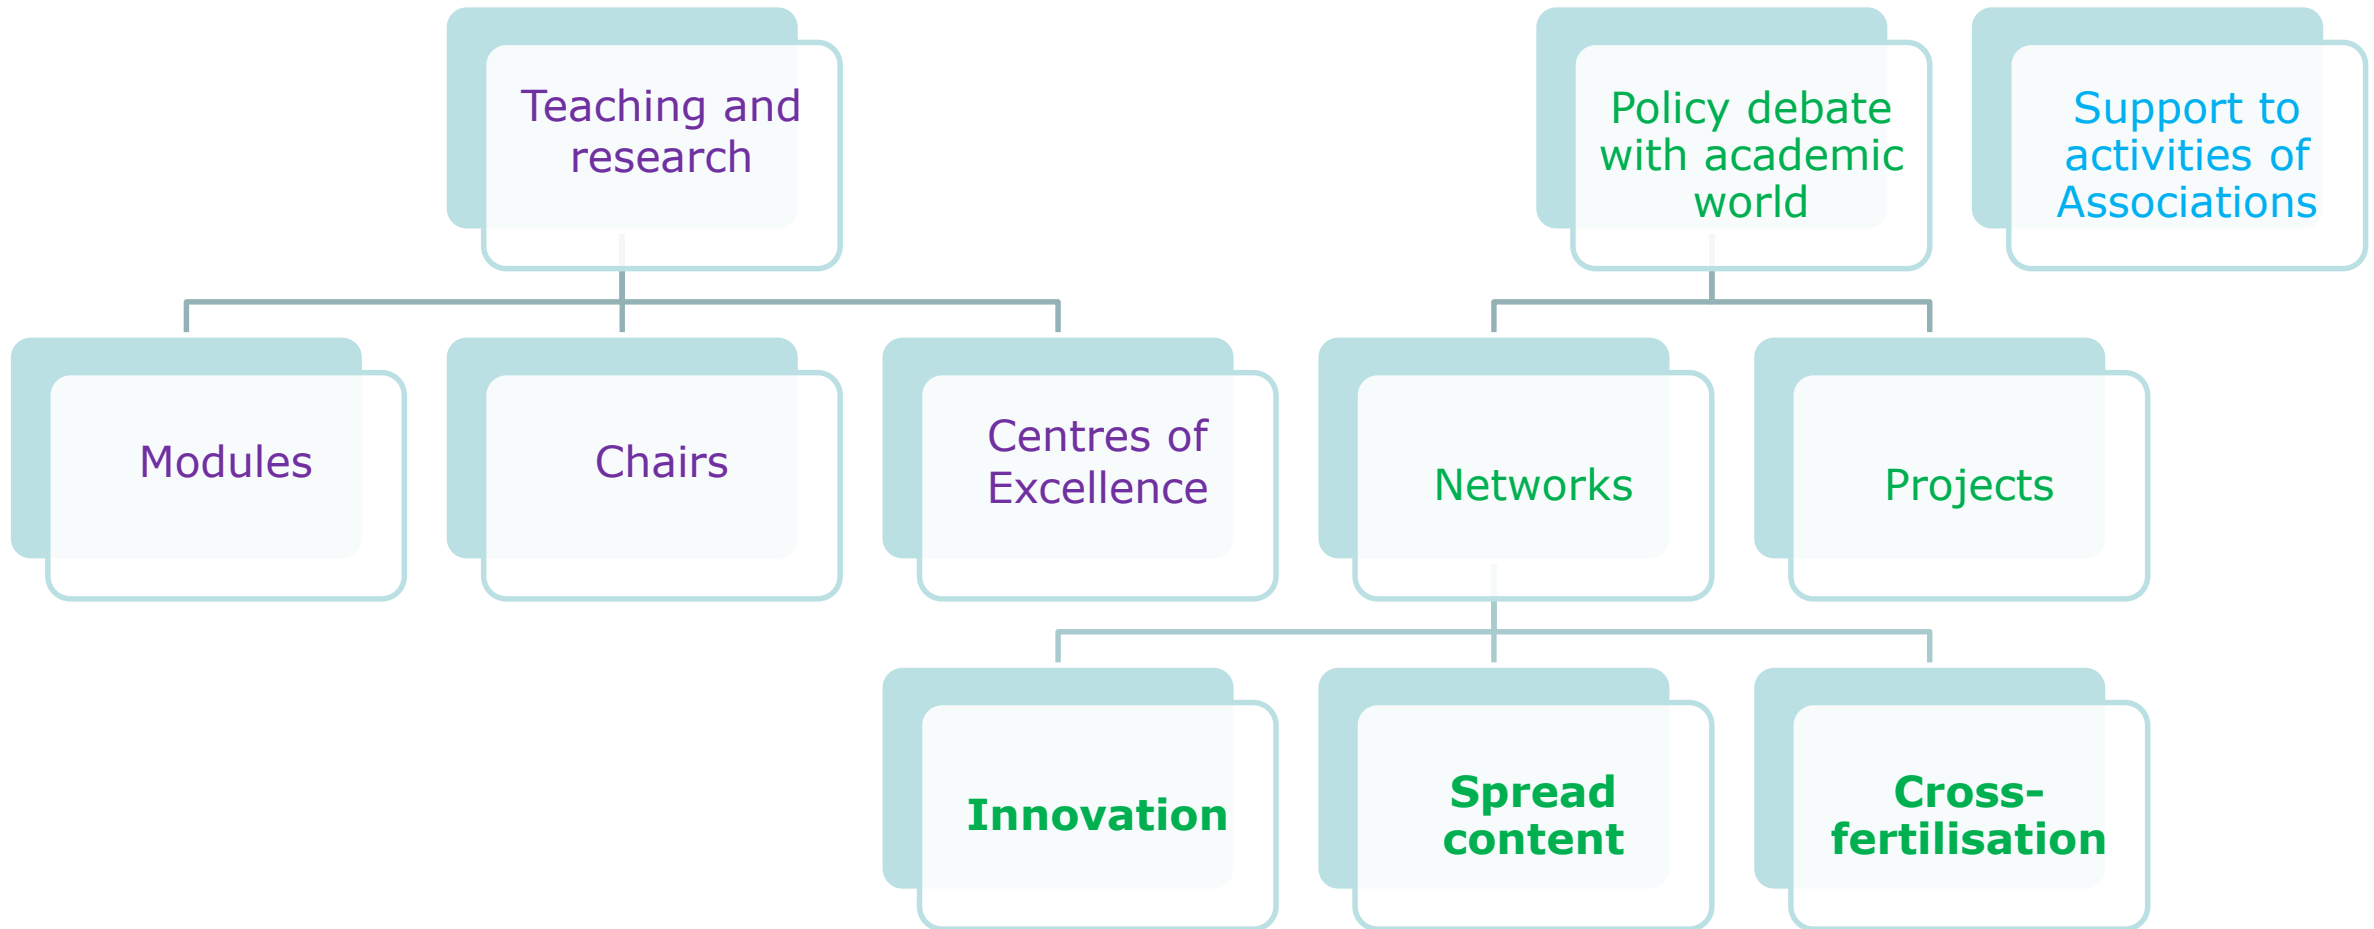 Teaching and
research
Policy debate
with academic
world
Support to
activities of
Associations
Modules
Chairs
Centres of
Excellence
Networks
Projects
Innovation
Spread
content
Cross-
fertilisation